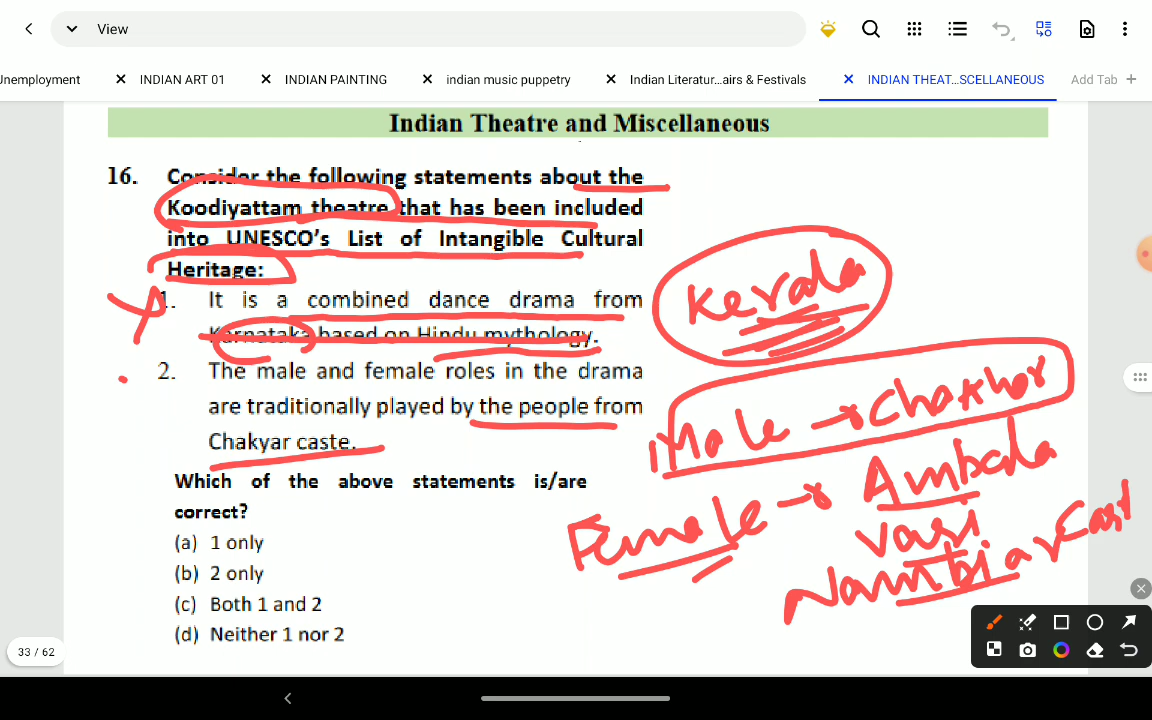 View
Unemployment
INDIAN ART 01
INDIAN PAINTING
indian music puppetry
Indian Literatur...airs & Festivals
INDIAN THEAT...SCELLANEOUS
Add Tab +
Indian Theatre and Miscellaneous
16. Consider the following statements about the
Koodiyattam theatre that has been included
into UNESCO's List of Intangible Cultural
Heritage:
1. It is a combined dance drama from
Karnataka based on Hindu mythology.
2. The male and female roles in the drama
are traditionally played by the people from
Chakyar caste.
Which of the above statements is/are
correct?
(a) 1 only
(b) 2 only
(c) Both 1 and 2
(d) Neither 1 nor 2
Kerala
Male → Chakhor
Female → Ambala
vasi
Nambiar Cast
33 / 62